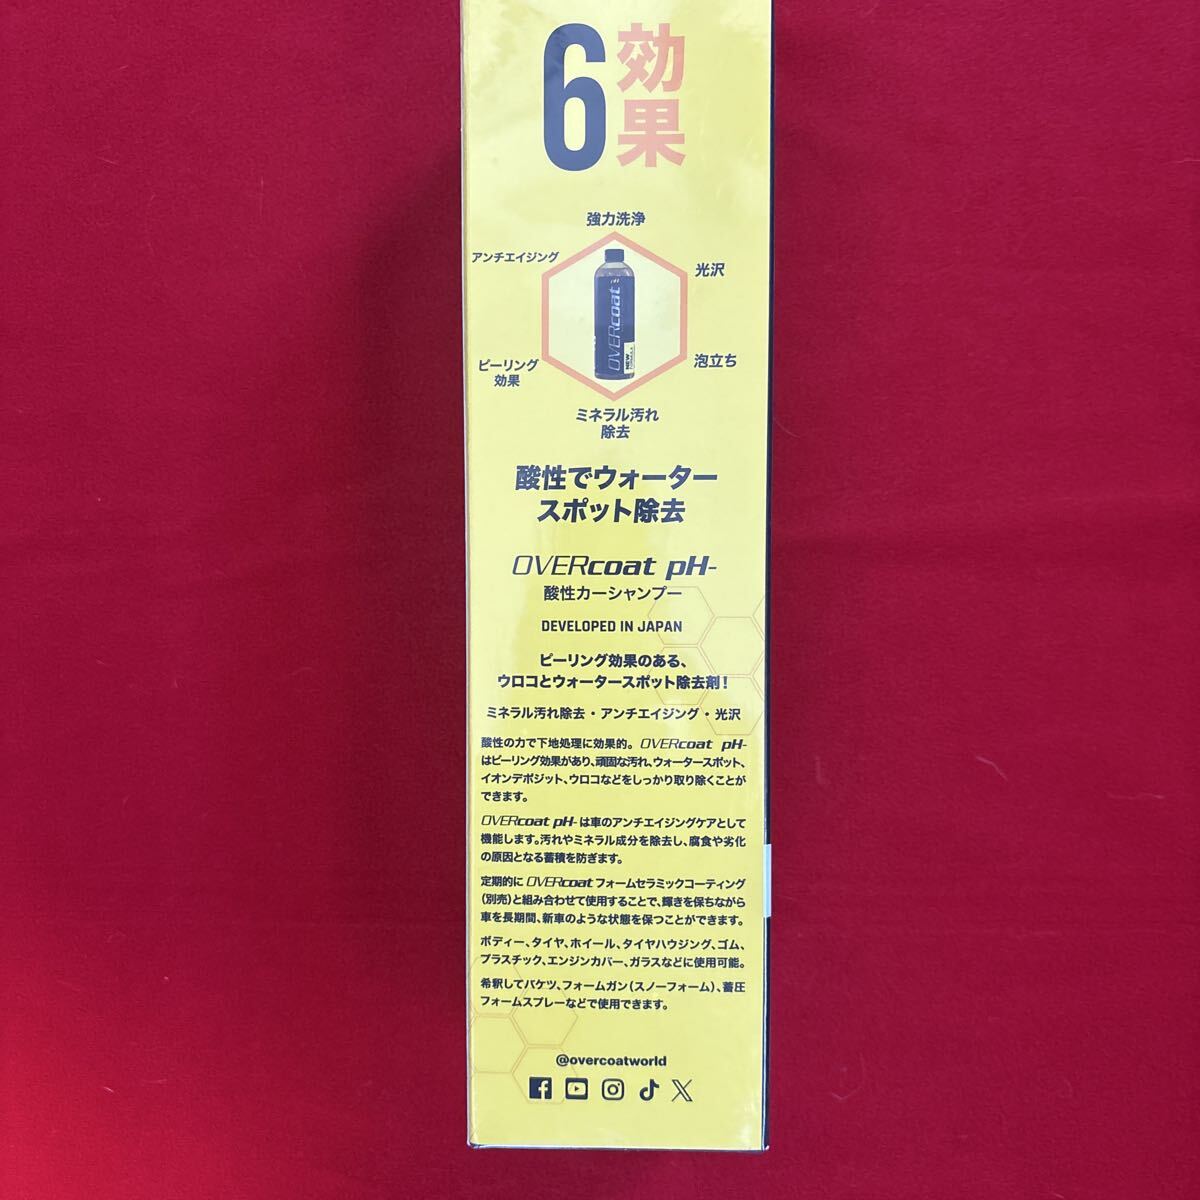 6 効果
強力洗浄
アンチエイジング
光沢
OVERcoat
NEW
FORMULA
ピーリング
効果
泡立ち
ミネラル汚れ
除去
酸性でウォーター
スポット除去
OVERcoat pH-
酸性カーシャンプー
DEVELOPED IN JAPAN
ピーリング効果のある、
ウロコとウォータースポット除去剤!
ミネラル汚れ除去・アンチエイジング・光沢
酸性の力で下地処理に効果的。OVERcoat pH-
はピーリング効果があり、頑固な汚れ、ウォータースポット、
イオンデポジット、ウロコなどをしっかり取り除くことが
できます。
OVERcoat pH-は車のアンチエイジングケアとして
機能します。汚れやミネラル成分を除去し、腐食や劣化
の原因となる蓄積を防ぎます。
定期的にOVERcoatフォームセラミックコーティング
(別売)と組み合わせて使用することで、輝きを保ちながら
車を長期間、新車のような状態を保つことができます。
ボディー、タイヤ、ホイール、タイヤハウジング、ゴム、
プラスチック、エンジンカバー、ガラスなどに使用可能。
希釈してバケツ、フォームガン(スノーフォーム)、蓄圧
フォームスプレーなどで使用できます。
@overcoatworld